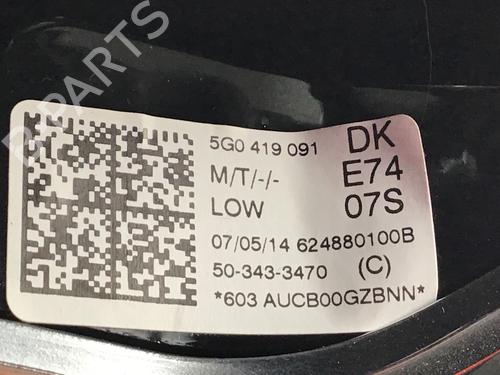 B-PARTS
5G0 419 091 DK
M/T/-/- E74
LOW 07S
07/05/14 624880100B
50-343-3470 (C)
*603 AUCB00GZBNN*